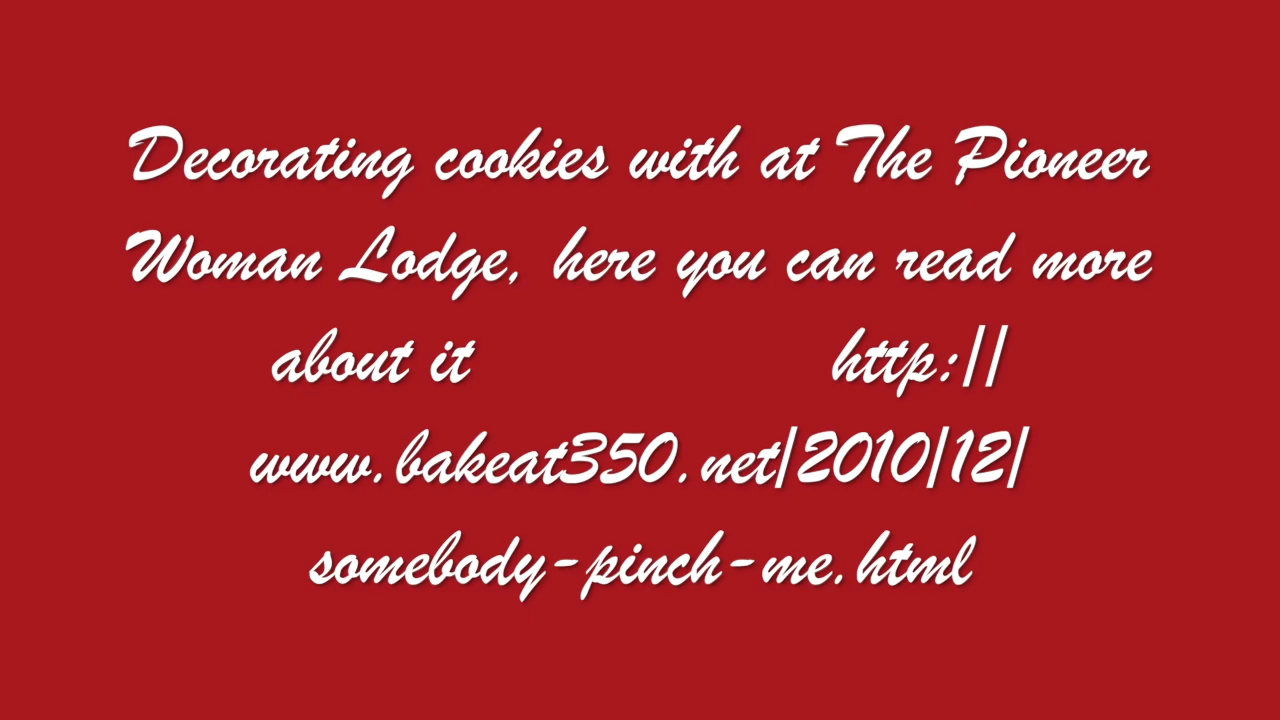 Decorating cookies with at The Pioneer
Woman Lodge, here you can read more
about it http://
www.bakeat350.net/2010/12/
somebody-pinch-me.html